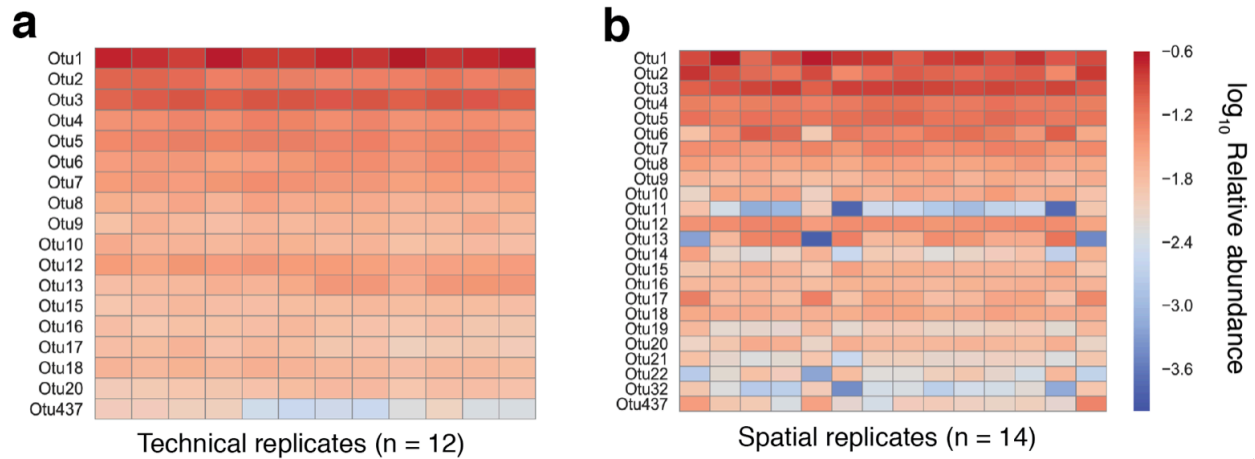 a
Otu1
Otu2
Otu3
Otu4
Otu5
Otu6
Otu7
Otu8
Otu9
Otu10
Otu12
Otu13
Otu15
Otu16
Otu17
Otu18
Otu20
Otu437
Technical replicates (n = 12)
b
Otu1
Otu2
Otu3
Otu4
Otu5
Otu6
Otu7
Otu8
Otu9
Otu10
Otu11
Otu12
Otu13
Otu14
Otu15
Otu16
Otu17
Otu18
Otu19
Otu20
Otu21
Otu22
Otu32
Otu437
Spatial replicates (n = 14)
−0.6
−1.2
−1.8
−2.4
−3.0
−3.6
log10 Relative abundance